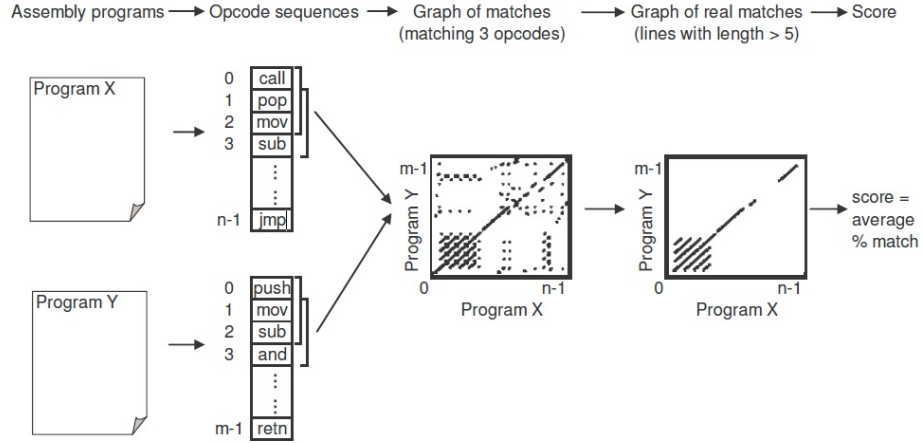 Assembly programs
Opcode sequences
Graph of matches
(matching 3 opcodes)
Graph of real matches
(lines with length > 5)
Score
Program X
0 call
1 pop
2 mov
3 sub
n-1 jmp
Program Y
0 push
1 mov
2 sub
3 and
m-1 retn
m-1
Program Y
0
n-1
Program X
m-1
Program Y
0
n-1
Program X
score =
average
% match